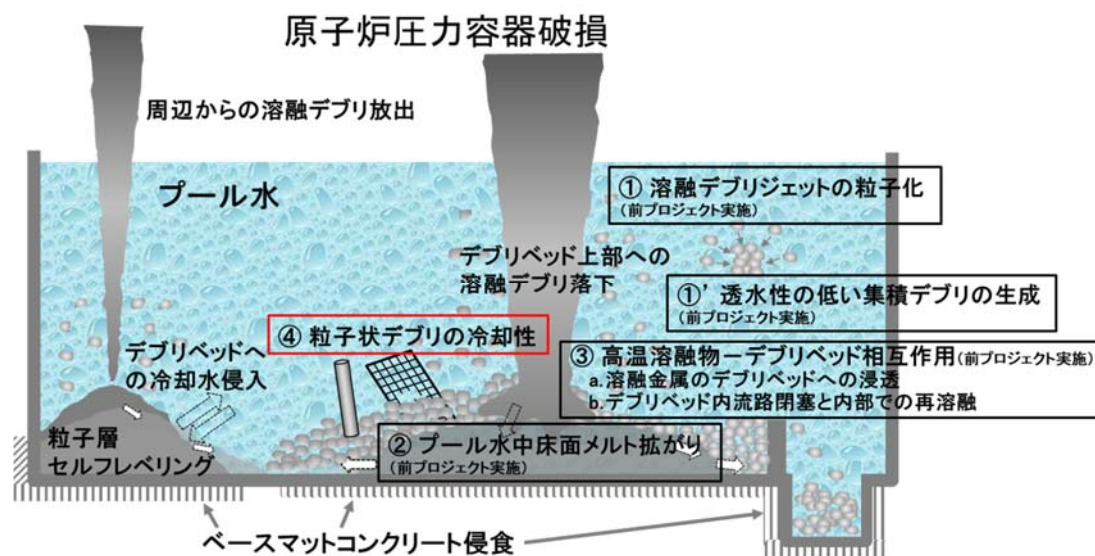 原子炉圧力容器破損
周辺からの溶融デブリ放出
プール水
① 溶融デブリジェットの粒子化
(前プロジェクト実施)
デブリベッド上部への
溶融デブリ落下
①’ 透水性の低い集積デブリの生成
(前プロジェクト実施)
④ 粒子状デブリの冷却性
③ 高温溶融物ーデブリベッド相互作用(前プロジェクト実施)
a.溶融金属のデブリベッドへの浸透
b.デブリベッド内流路閉塞と内部での再溶融
デブリベッドへ
の冷却水侵入
粒子層
セルフレベリング
② プール水中床面メルト拡がり
(前プロジェクト実施)
ベースマットコンクリート侵食